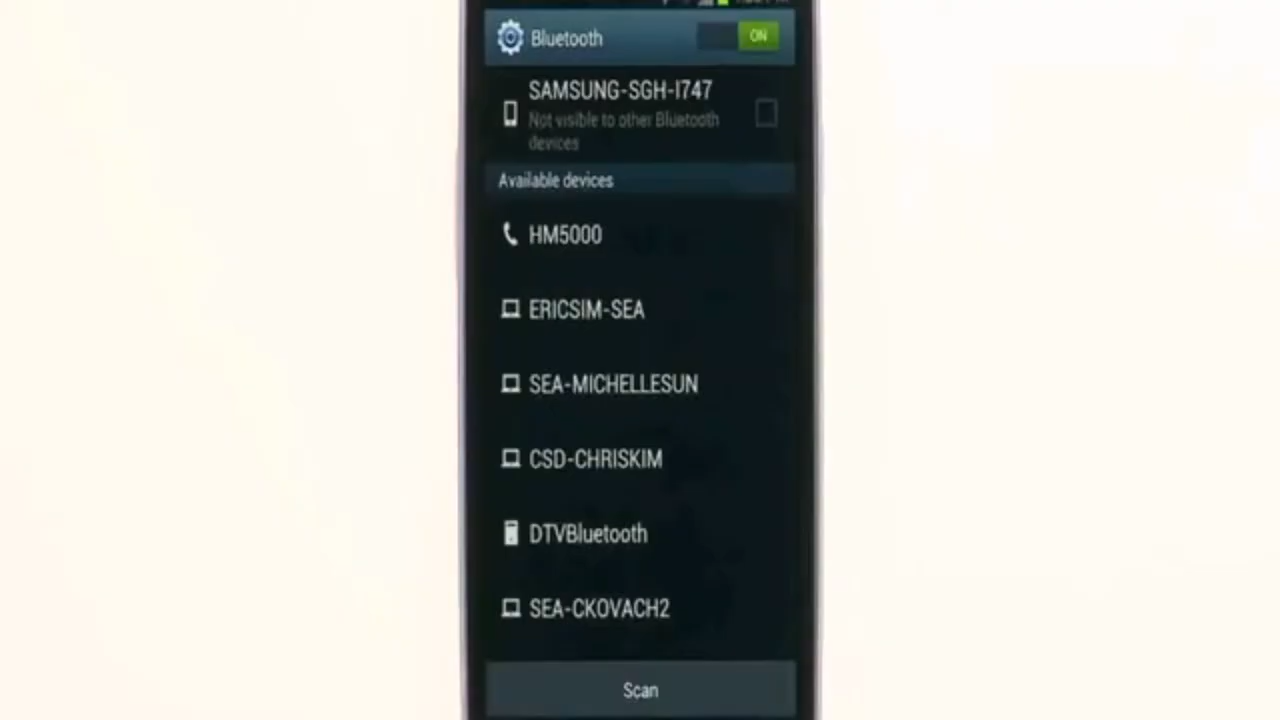 Bluetooth
ON
SAMSUNG-SGH-I747
Not visible to other Bluetooth
devices
Available devices
HM5000
ERICSIM-SEA
SEA-MICHELLESUN
CSD-CHRISKIM
DTVBluetooth
SEA-CKOVACH2
Scan